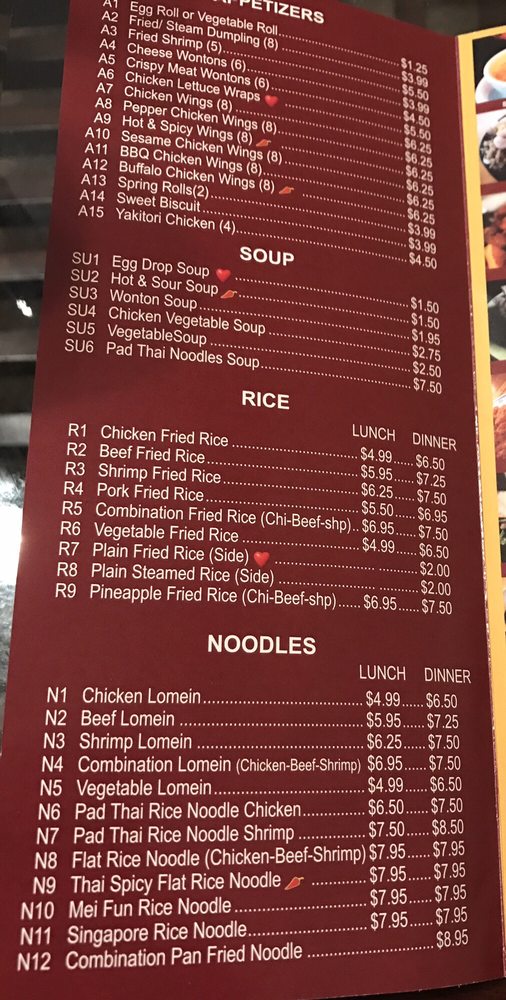 PPETIZERS
A1 Egg Roll or Vegetable Roll $1.25
A2 Fried/ Steam Dumpling (8) $3.99
A3 Fried Shrimp (5) $5.50
A4 Cheese Wontons (6) $3.99
A5 Crispy Meat Wontons (6) $4.50
A6 Chicken Lettuce Wraps $5.50
A7 Chicken Wings (8) $6.25
A8 Pepper Chicken Wings (8) $6.25
A9 Hot & Spicy Wings (8) $6.25
A10 Sesame Chicken Wings (8) $6.25
A11 BBQ Chicken Wings (8) $6.25
A12 Buffalo Chicken Wings (8) $6.25
A13 Spring Rolls(2) $3.99
A14 Sweet Biscuit $3.99
A15 Yakitori Chicken (4) $4.50
SOUP
SU1 Egg Drop Soup $1.50
SU2 Hot & Sour Soup $1.50
SU3 Wonton Soup $1.95
SU4 Chicken Vegetable Soup $2.75
SU5 VegetableSoup $2.50
SU6 Pad Thai Noodles Soup $7.50
RICE
LUNCH DINNER
R1 Chicken Fried Rice $4.99 $6.50
R2 Beef Fried Rice $5.95 $7.25
R3 Shrimp Fried Rice $6.25 $7.50
R4 Pork Fried Rice $5.50 $6.95
R5 Combination Fried Rice (Chi-Beef-shp) $6.95 $7.50
R6 Vegetable Fried Rice $4.99 $6.50
R7 Plain Fried Rice (Side) $2.00
R8 Plain Steamed Rice (Side) $2.00
R9 Pineapple Fried Rice (Chi-Beef-shp) $6.95 $7.50
NOODLES
LUNCH DINNER
N1 Chicken Lomein $4.99 $6.50
N2 Beef Lomein $5.95 $7.25
N3 Shrimp Lomein $6.25 $7.50
N4 Combination Lomein (Chicken-Beef-Shrimp) $6.95 $7.50
N5 Vegetable Lomein $4.99 $6.50
N6 Pad Thai Rice Noodle Chicken $6.50 $7.50
N7 Pad Thai Rice Noodle Shrimp $7.50 $8.50
N8 Flat Rice Noodle (Chicken-Beef-Shrimp) $7.95 $7.95
N9 Thai Spicy Flat Rice Noodle $7.95 $7.95
N10 Mei Fun Rice Noodle $7.95 $7.95
N11 Singapore Rice Noodle $7.95 $7.95
N12 Combination Pan Fried Noodle $8.95